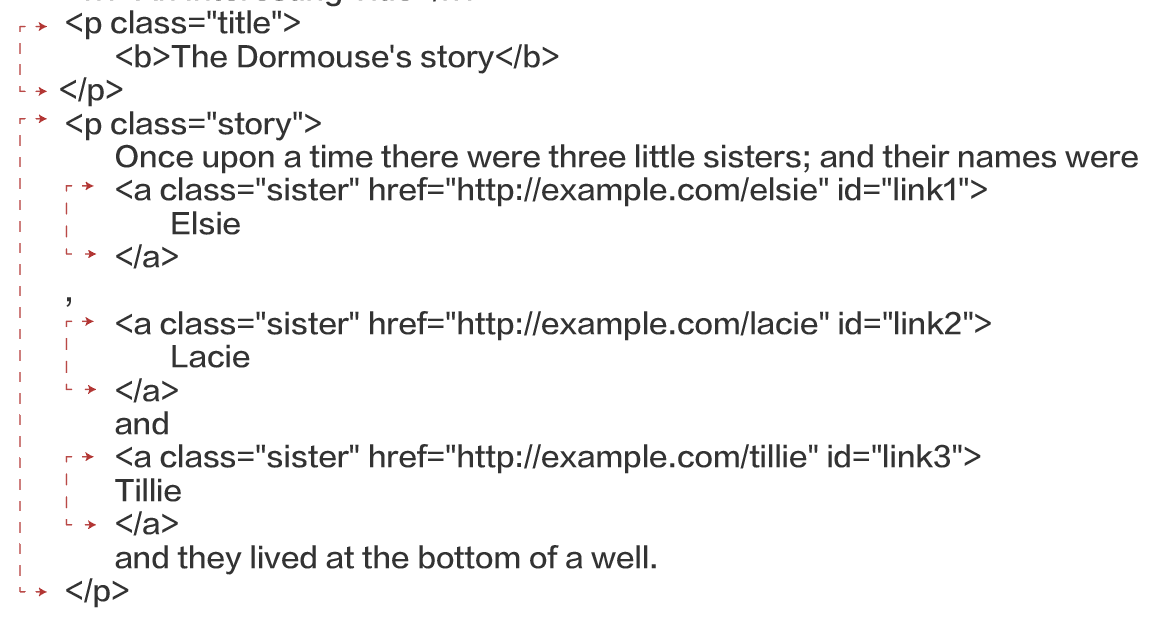 <p class="title">
<b>The Dormouse's story</b>
</p>
<p class="story">
Once upon a time there were three little sisters; and their names were
<a class="sister" href="http://example.com/elsie" id="link1">
Elsie
</a>
,
<a class="sister" href="http://example.com/lacie" id="link2">
Lacie
</a>
and
<a class="sister" href="http://example.com/tillie" id="link3">
Tillie
</a>
and they lived at the bottom of a well.
</p>